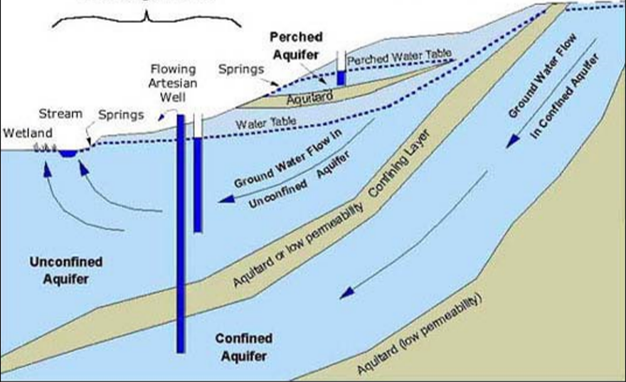 Perched
Aquifer
Perched Water Table
Springs
Flowing
Artesian
Well
Aquitard
Stream
Springs
Wetland
Water Table
Ground Water Flow
in Confined Aquifer
Ground Water Flow in
Unconfined Aquifer
Aquitard or low permeability Confining Layer
Unconfined
Aquifer
Confined
Aquifer
Aquitard (low permeability)